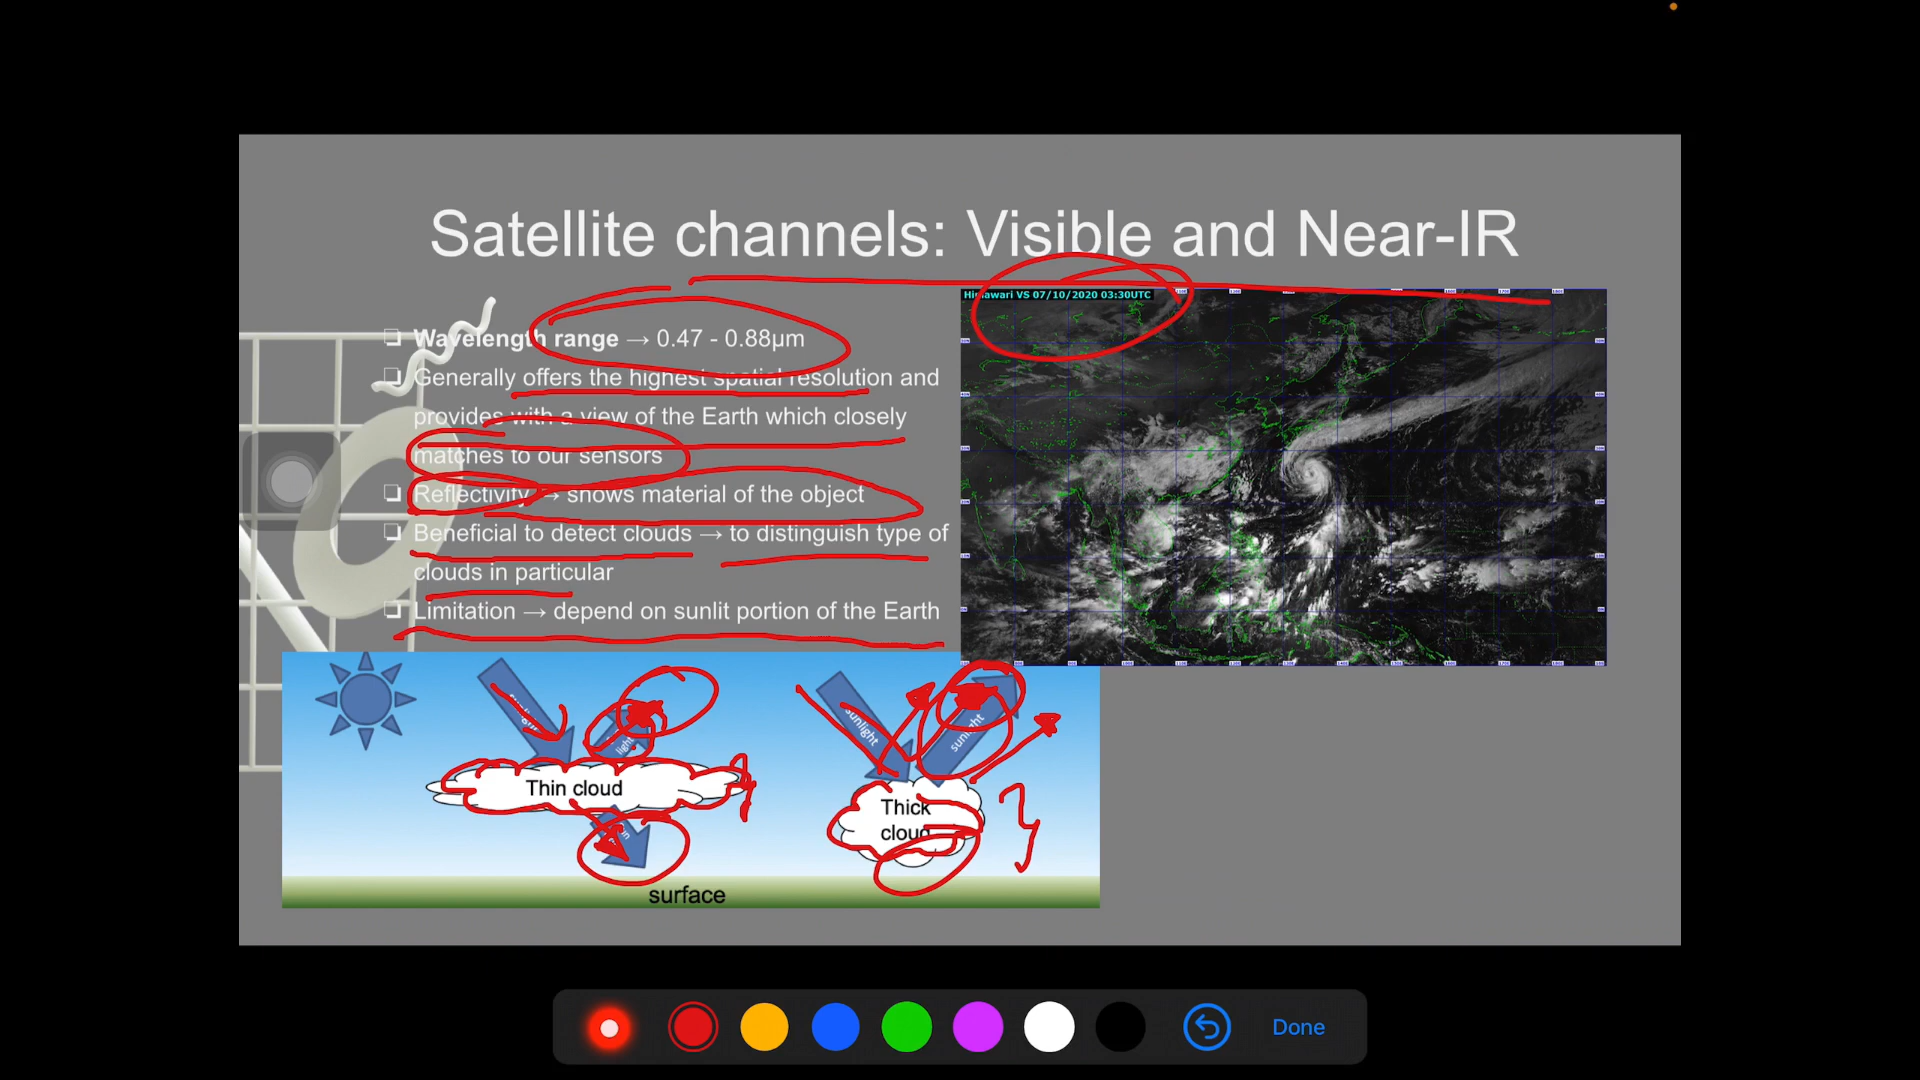 Satellite channels: Visible and Near-IR
Himawari VS 07/10/2020 03:30UTC
❏ Wavelength range → 0.47 - 0.88μm
❏ Generally offers the highest spatial resolution and
provides with a view of the Earth which closely
matches to our sensors
❏ Reflectivity → shows material of the object
❏ Beneficial to detect clouds → to distinguish type of
clouds in particular
❏ Limitation → depend on sunlit portion of the Earth
sunlight
light
Thin cloud
sunlight
sunlight
Thick
cloud
surface
Done